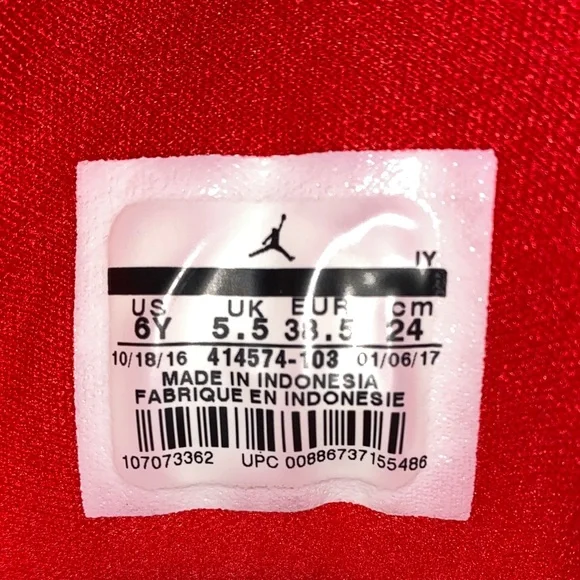 JY
US UK EUR cm
6Y 5.5 38.5 24
10/18/16 414574-103 01/06/17
MADE IN INDONESIA
FABRIQUE EN INDONESIE
107073362 UPC 00886737155486